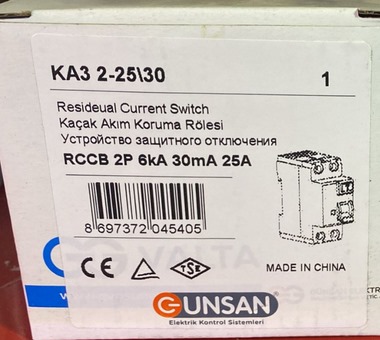 KA3 2-25\30 1
Resideual Current Switch
Kaçak Akım Koruma Rölesi
Устройство защитного отключения
RCCB 2P 6kA 30mA 25A
8 697372 045405
CE TSE MADE IN CHINA
GUNSAN
Elektrik Kontrol Sistemleri